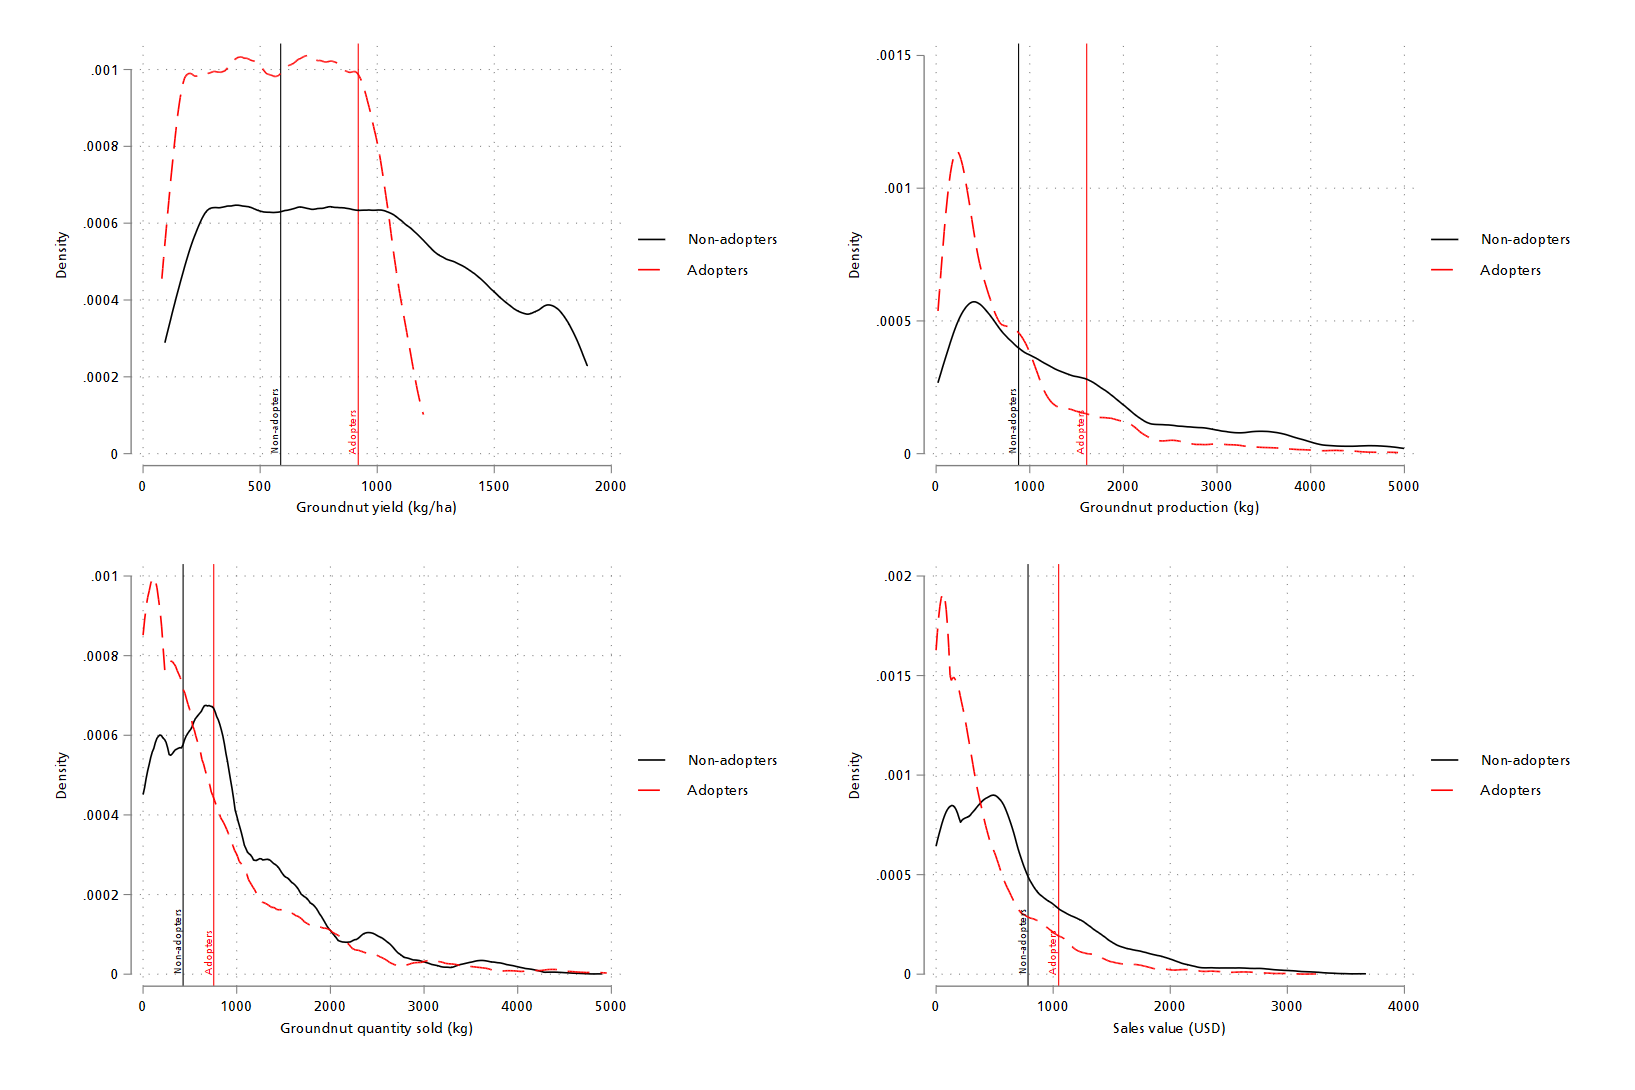 .001
.0008
.0006
.0004
.0002
0
Density
Non-adopters
Adopters
0 500 1000 1500 2000
Groundnut yield (kg/ha)
Non-adopters
Adopters
.0015
.001
.0005
0
Density
Non-adopters
Adopters
0 1000 2000 3000 4000 5000
Groundnut production (kg)
Non-adopters
Adopters
.001
.0008
.0006
.0004
.0002
0
Density
Non-adopters
Adopters
0 1000 2000 3000 4000 5000
Groundnut quantity sold (kg)
Non-adopters
Adopters
.002
.0015
.001
.0005
0
Density
Non-adopters
Adopters
0 1000 2000 3000 4000
Sales value (USD)
Non-adopters
Adopters